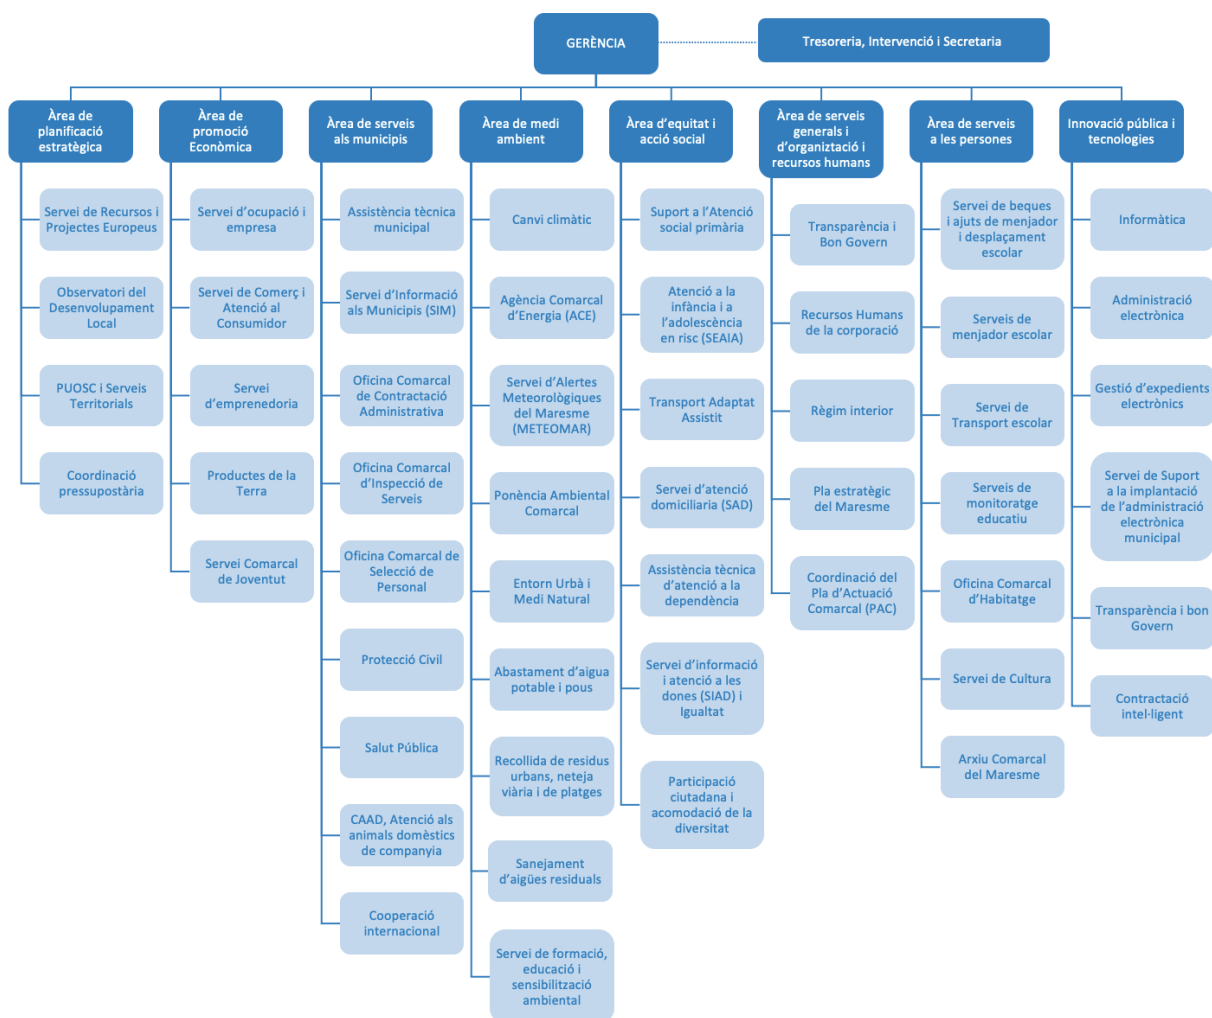 GERÈNCIA
Tresoreria, Intervenció i Secretaria
Àrea de
planificació
estratègica
Servei de Recursos i
Projectes Europeus
Observatori del
Desenvolupament
Local
PUOSC i Serveis
Territorials
Coordinació
pressupostària
Àrea de
promoció
Econòmica
Servei d’ocupació i
empresa
Servei de Comerç i
Atenció al
Consumidor
Servei
d’emprenedoria
Productes de la
Terra
Servei Comarcal
de Joventut
Àrea de serveis
als municipis
Assistència tècnica
municipal
Servei d’Informació
als Municipis (SIM)
Oficina Comarcal
de Contractació
Administrativa
Oficina Comarcal
d’Inspecció de
Serveis
Oficina Comarcal de
Selecció de
Personal
Protecció Civil
Salut Pública
CAAD, Atenció als
animals domèstics
de companyia
Cooperació
internacional
Àrea de medi
ambient
Canvi climàtic
Agència Comarcal
d’Energia (ACE)
Servei d’Alertes
Meteorològiques
del Maresme
(METEOMAR)
Ponència Ambiental
Comarcal
Entorn Urbà i
Medi Natural
Abastament d’aigua
potable i pous
Recollida de residus
urbans, neteja
viària i de platges
Sanejament
d’aigües residuals
Servei de formació,
educació i
sensibilització
ambiental
Àrea d’equitat i
acció social
Suport a l’Atenció
social primària
Atenció a la
infància i a
l’adolescència
en risc (SEAIA)
Transport Adaptat
Assistit
Servei d’atenció
domiciliaria (SAD)
Assistència tècnica
d’atenció a la
dependència
Servei d’informació
i atenció a les
dones (SIAD) i
Igualtat
Participació
ciutadana i
acomodació de la
diversitat
Àrea de serveis
generals i
d’organiztació i
recursos humans
Transparència i
Bon Govern
Recursos Humans
de la corporació
Règim interior
Pla estratègic
del Maresme
Coordinació del
Pla d’Actuació
Comarcal (PAC)
Àrea de serveis
a les persones
Servei de beques
i ajuts de menjador
i desplaçament
escolar
Serveis de
menjador escolar
Servei de
Transport escolar
Serveis de
monitoratge
educatiu
Oficina Comarcal
d’Habitatge
Servei de Cultura
Arxiu Comarcal
del Maresme
Innovació pública i
tecnologies
Informàtica
Administració
electrònica
Gestió d’expedients
electrònics
Servei de Suport
a la implantació
de l’administració
electrònica
municipal
Transparència i bon
Govern
Contractació
intel·ligent